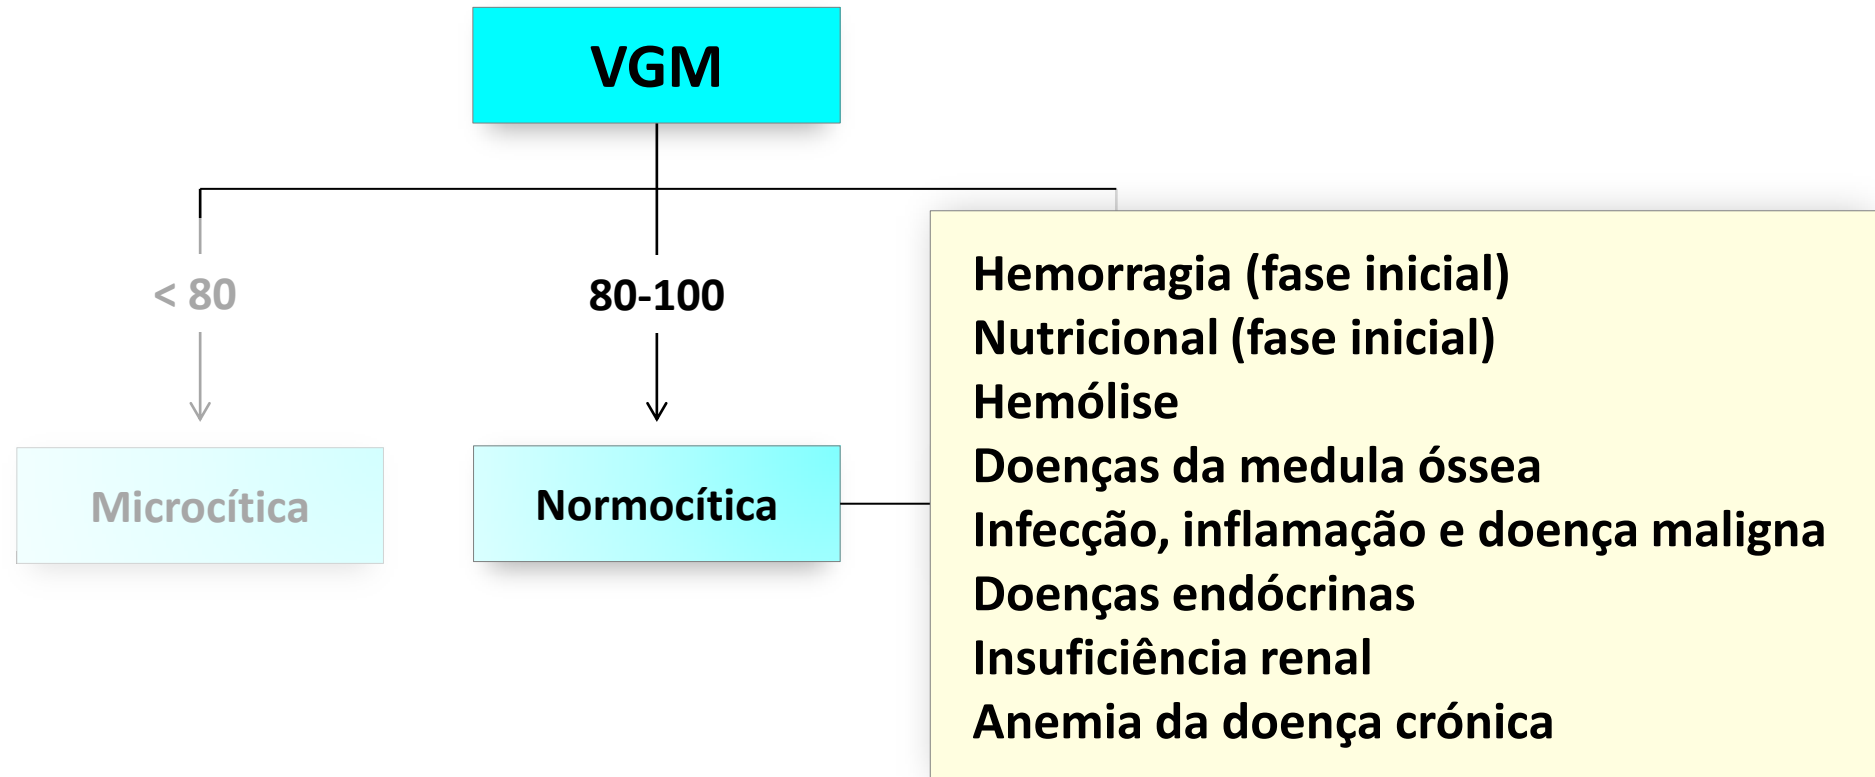 VGM
< 80
80-100
Microcítica
Normocítica
Hemorragia (fase inicial)
Nutricional (fase inicial)
Hemólise
Doenças da medula óssea
Infecção, inflamação e doença maligna
Doenças endócrinas
Insuficiência renal
Anemia da doença crónica